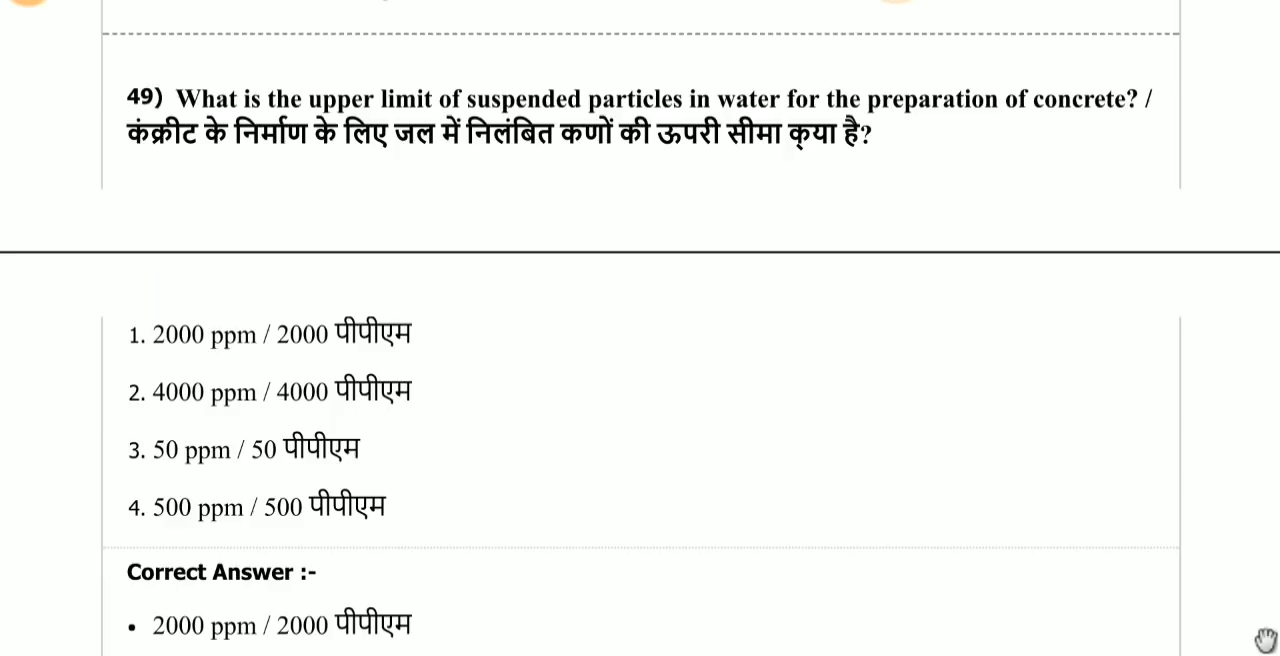 49) What is the upper limit of suspended particles in water for the preparation of concrete? /
कंक्रीट के निर्माण के लिए जल में निलंबित कणों की ऊपरी सीमा क्‌या है?
1. 2000 ppm / 2000 पीपीएम
2. 4000 ppm / 4000 पीपीएम
3. 50 ppm / 50 पीपीएम
4. 500 ppm / 500 पीपीएम
Correct Answer :-
• 2000 ppm / 2000 पीपीएम